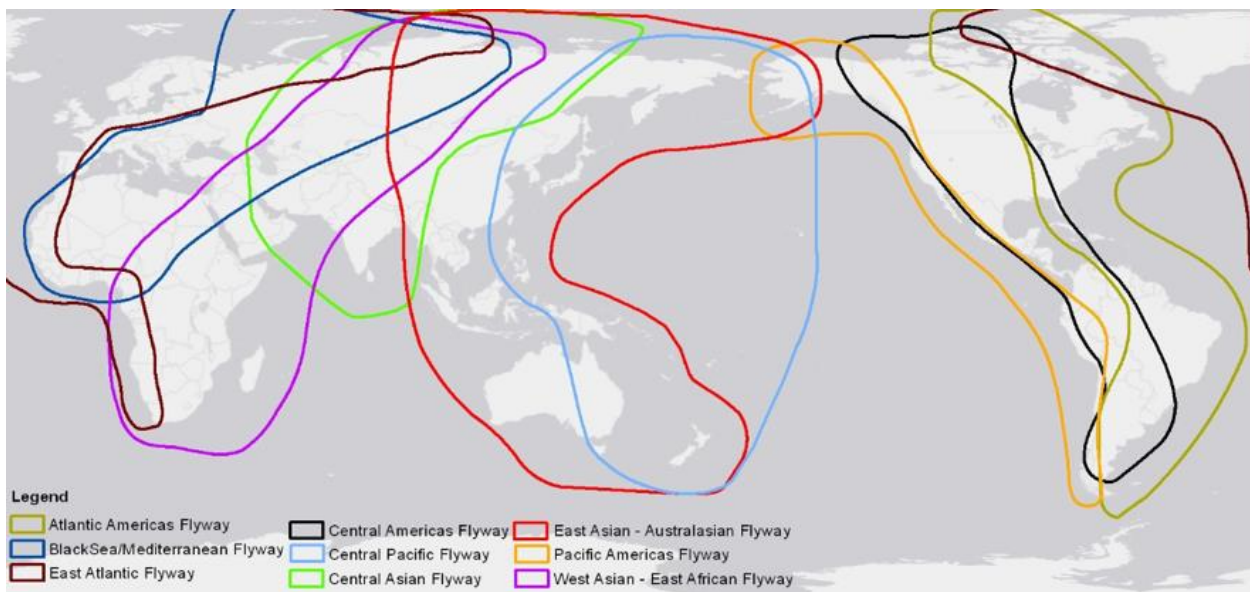 Legend
Atlantic Americas Flyway
BlackSea/Mediterranean Flyway
East Atlantic Flyway
Central Americas Flyway
Central Pacific Flyway
Central Asian Flyway
East Asian - Australasian Flyway
Pacific Americas Flyway
West Asian - East African Flyway